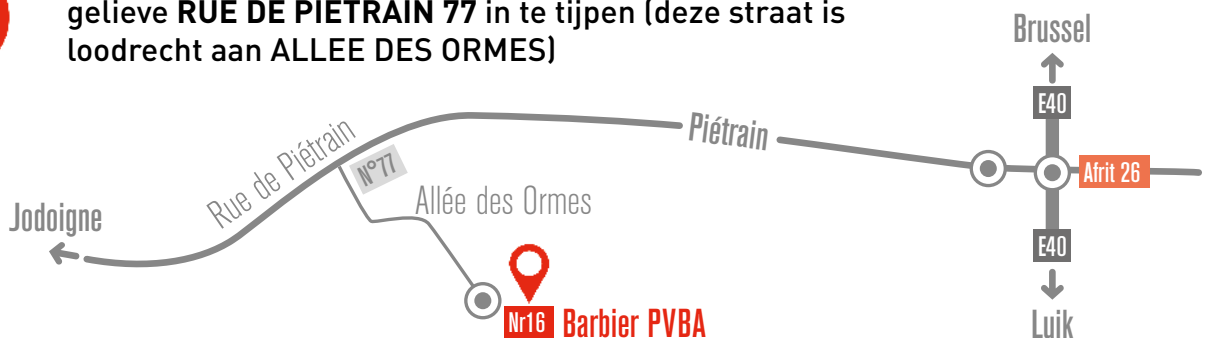 gelieve RUE DE PIETRAIN 77 in te tijpen (deze straat is
loodrecht aan ALLEE DES ORMES)
Brussel
E40
Piétrain
Rue de Piétrain
N°77
Afrit 26
Allée des Ormes
Jodoigne
E40
Nr16 Barbier PVBA
Luik